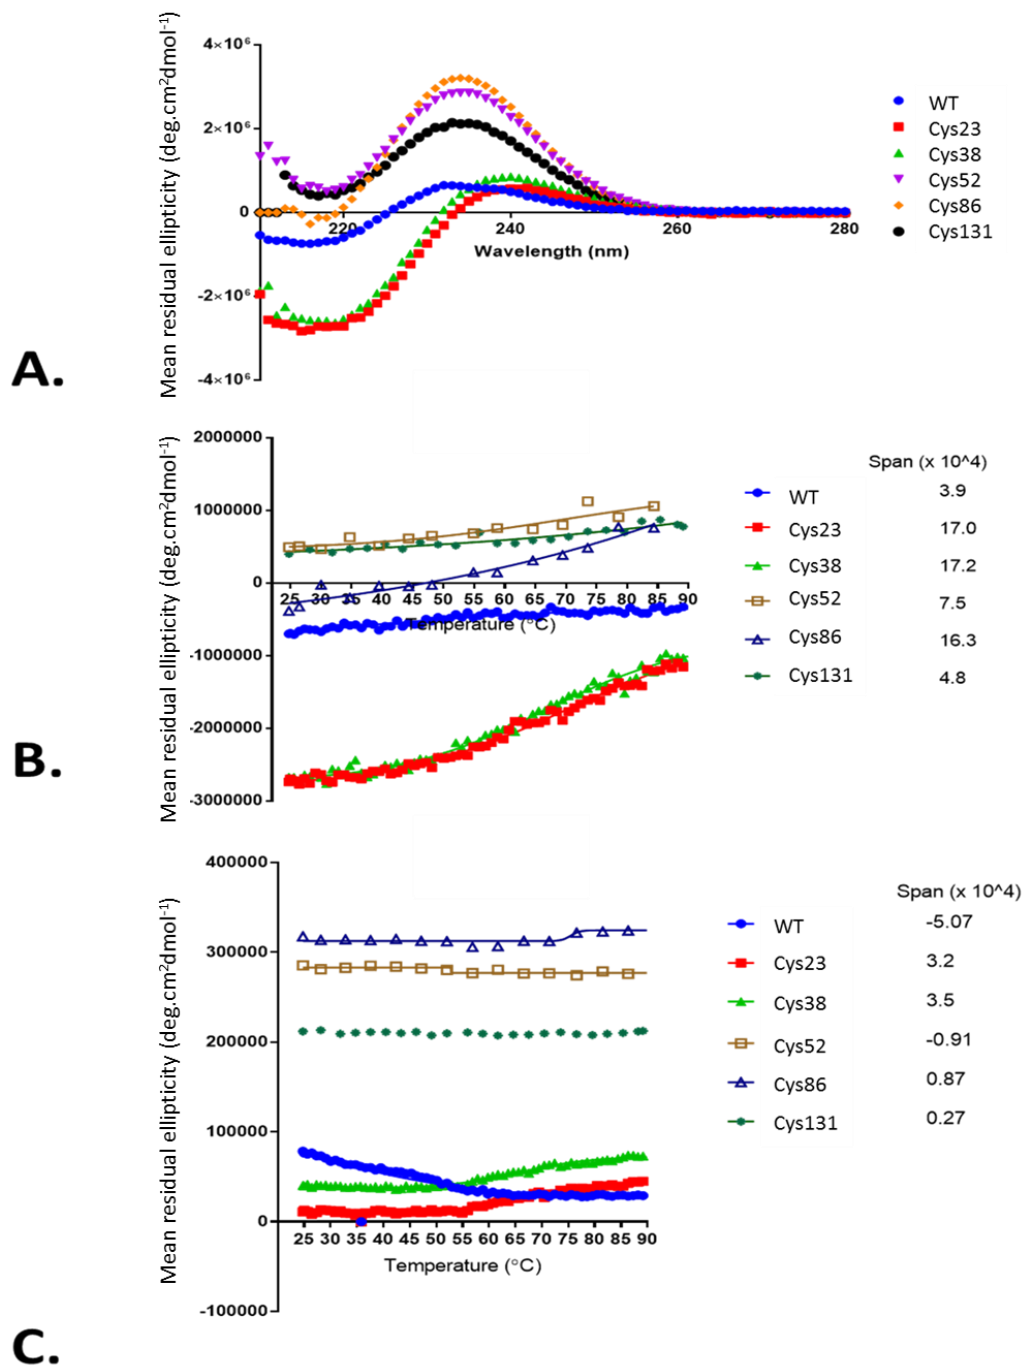 Mean residual ellipticity (deg.cm²dmol⁻¹)
4×10⁶
2×10⁶
0
-2×10⁶
-4×10⁶
220
240
260
280
Wavelength (nm)
WT
Cys23
Cys38
Cys52
Cys86
Cys131
A.
Mean residual ellipticity (deg.cm²dmol⁻¹)
2000000
1000000
0
-1000000
-2000000
-3000000
25 30 35 40 45 50 55 60 65 70 75 80 85 90
Temperature (°C)
Span (x 10^4)
WT 3.9
Cys23 17.0
Cys38 17.2
Cys52 7.5
Cys86 16.3
Cys131 4.8
B.
Mean residual ellipticity (deg.cm²dmol⁻¹)
400000
300000
200000
100000
0
-100000
25 30 35 40 45 50 55 60 65 70 75 80 85 90
Temperature (°C)
Span (x 10^4)
WT -5.07
Cys23 3.2
Cys38 3.5
Cys52 -0.91
Cys86 0.87
Cys131 0.27
C.